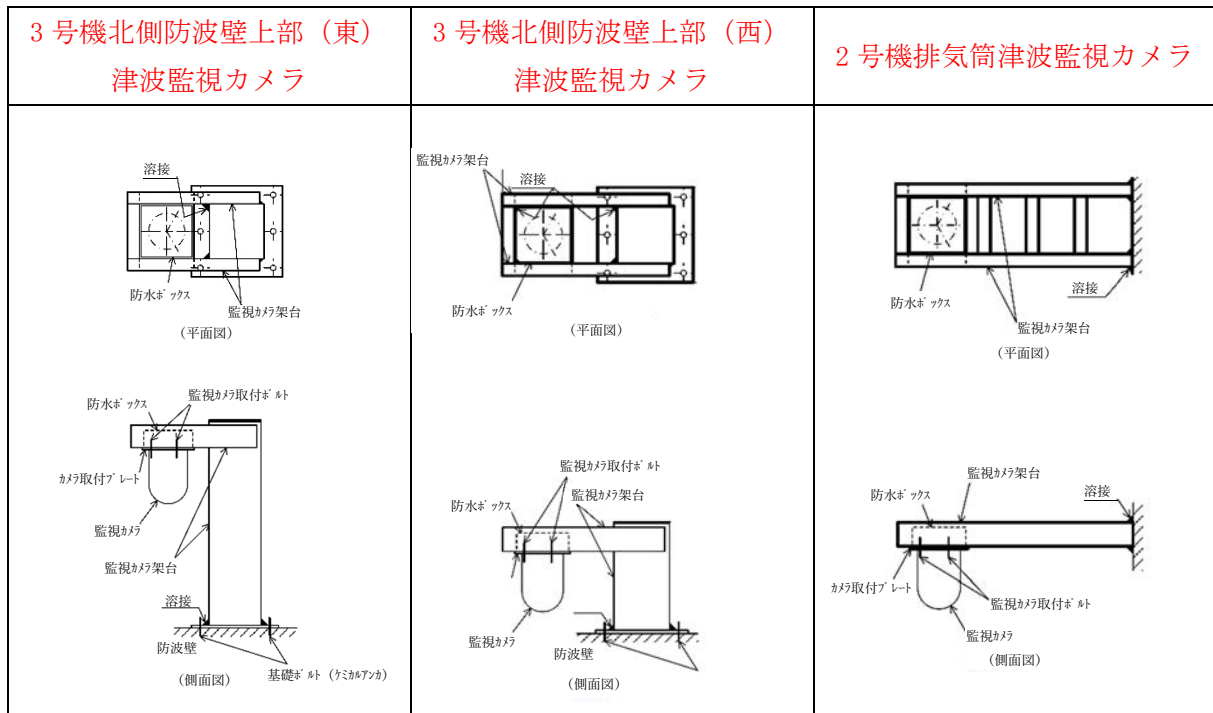 3号機北側防波壁上部（東）
津波監視カメラ
3号機北側防波壁上部（西）
津波監視カメラ
2号機排気筒津波監視カメラ
溶接
防水ﾎﾞｯｸｽ
監視ｶﾒﾗ架台
（平面図）
監視ｶﾒﾗ取付ﾎﾞﾙﾄ
防水ﾎﾞｯｸｽ
ｶﾒﾗ取付ﾌﾟﾚｰﾄ
監視ｶﾒﾗ
監視ｶﾒﾗ架台
溶接
防波壁
基礎ﾎﾞﾙﾄ（ｹﾐｶﾙｱﾝｶ）
（側面図）
監視ｶﾒﾗ架台
溶接
防水ﾎﾞｯｸｽ
（平面図）
監視ｶﾒﾗ取付ﾎﾞﾙﾄ
監視ｶﾒﾗ架台
防水ﾎﾞｯｸｽ
監視ｶﾒﾗ
防波壁
（側面図）
防水ﾎﾞｯｸｽ
溶接
監視ｶﾒﾗ架台
（平面図）
監視ｶﾒﾗ架台
溶接
防水ﾎﾞｯｸｽ
ｶﾒﾗ取付ﾌﾟﾚｰﾄ
監視ｶﾒﾗ取付ﾎﾞﾙﾄ
監視ｶﾒﾗ
（側面図）